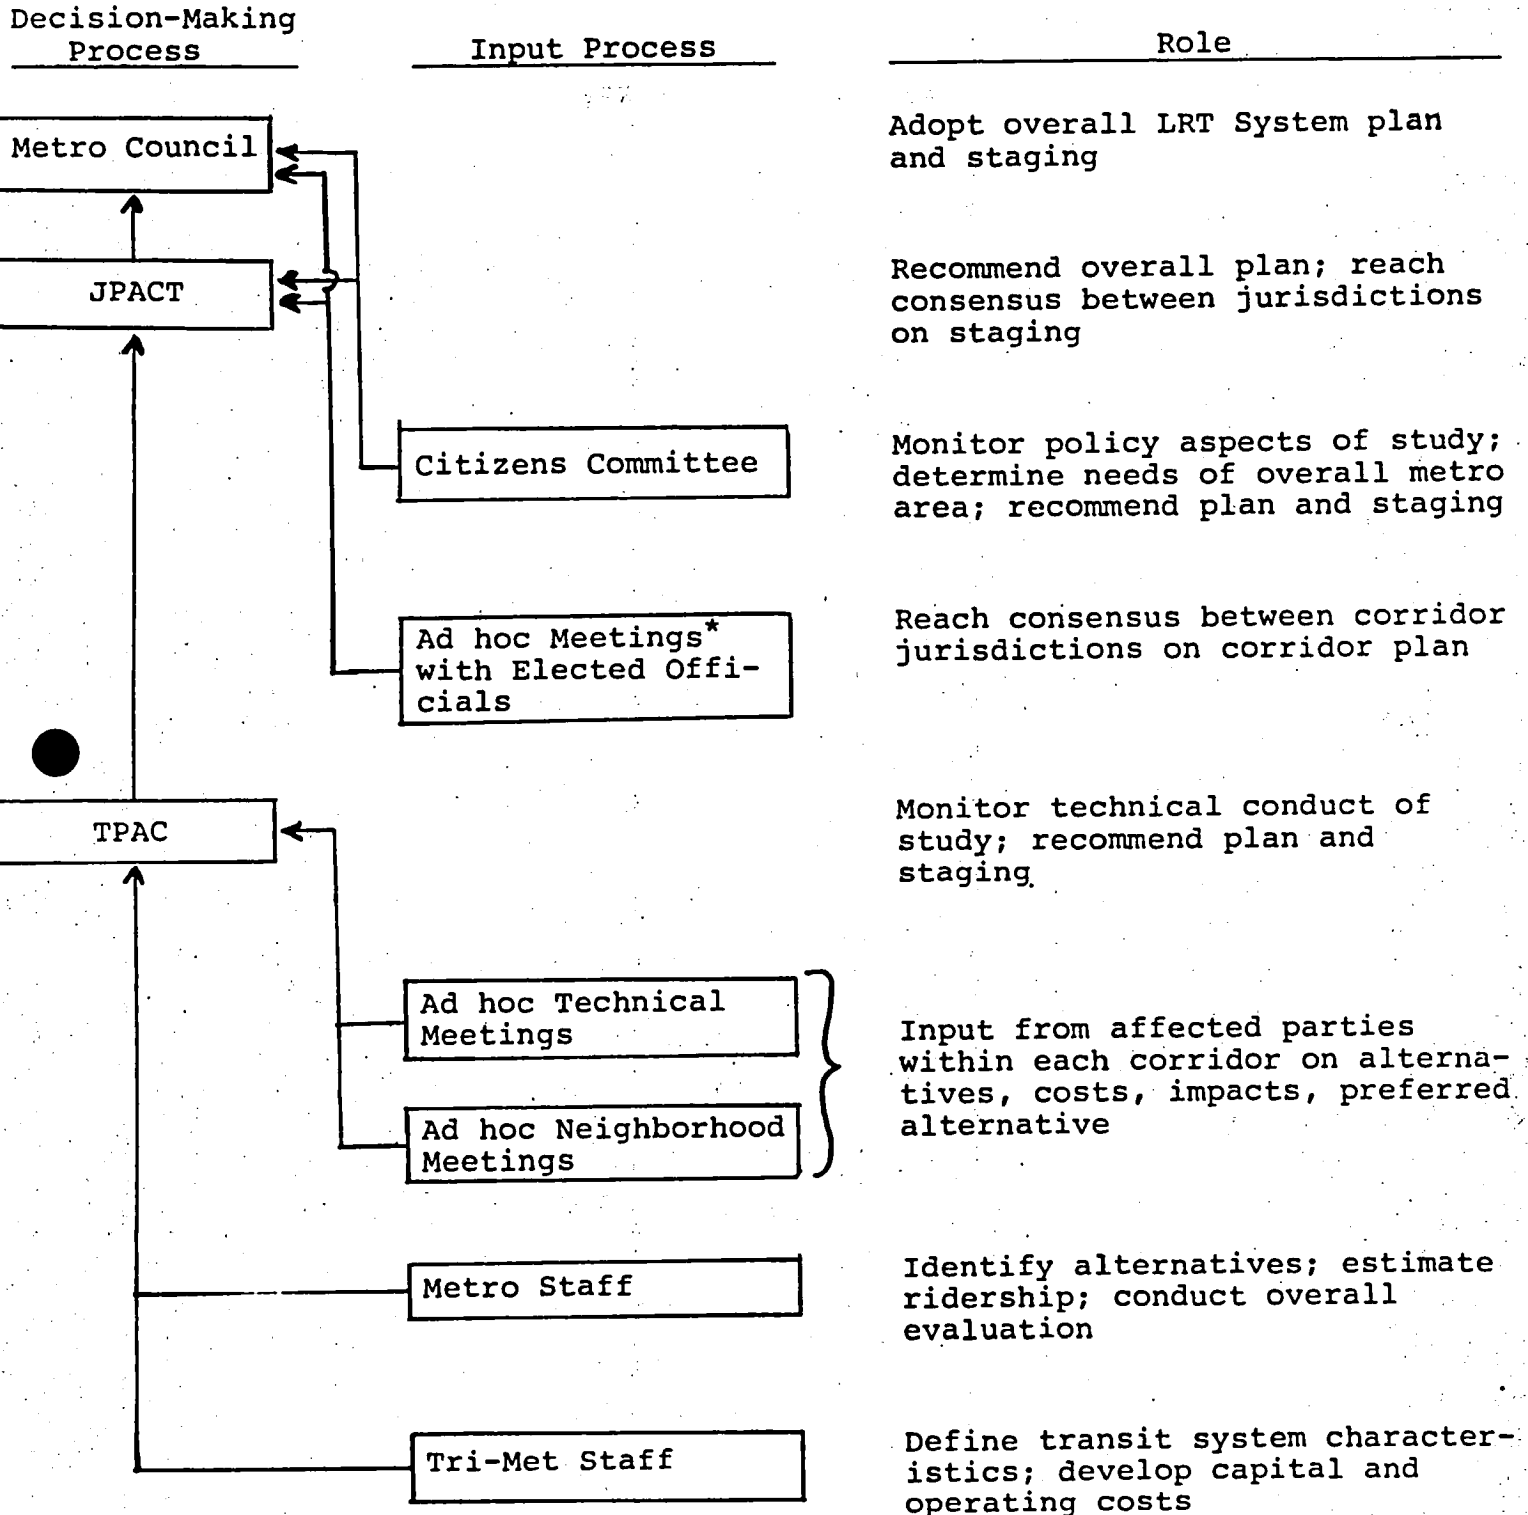 Decision-Making
Process
Input Process
Role
Metro Council
Adopt overall LRT System plan
and staging
JPACT
Recommend overall plan; reach
consensus between jurisdictions
on staging
Citizens Committee
Monitor policy aspects of study;
determine needs of overall metro
area; recommend plan and staging
Ad hoc Meetings*
with Elected Offi-
cials
Reach consensus between corridor
jurisdictions on corridor plan
TPAC
Monitor technical conduct of
study; recommend plan and
staging
Ad hoc Technical
Meetings
Ad hoc Neighborhood
Meetings
Input from affected parties
within each corridor on alterna-
tives, costs, impacts, preferred
alternative
Metro Staff
Identify alternatives; estimate
ridership; conduct overall
evaluation
Tri-Met Staff
Define transit system character-
istics; develop capital and
operating costs